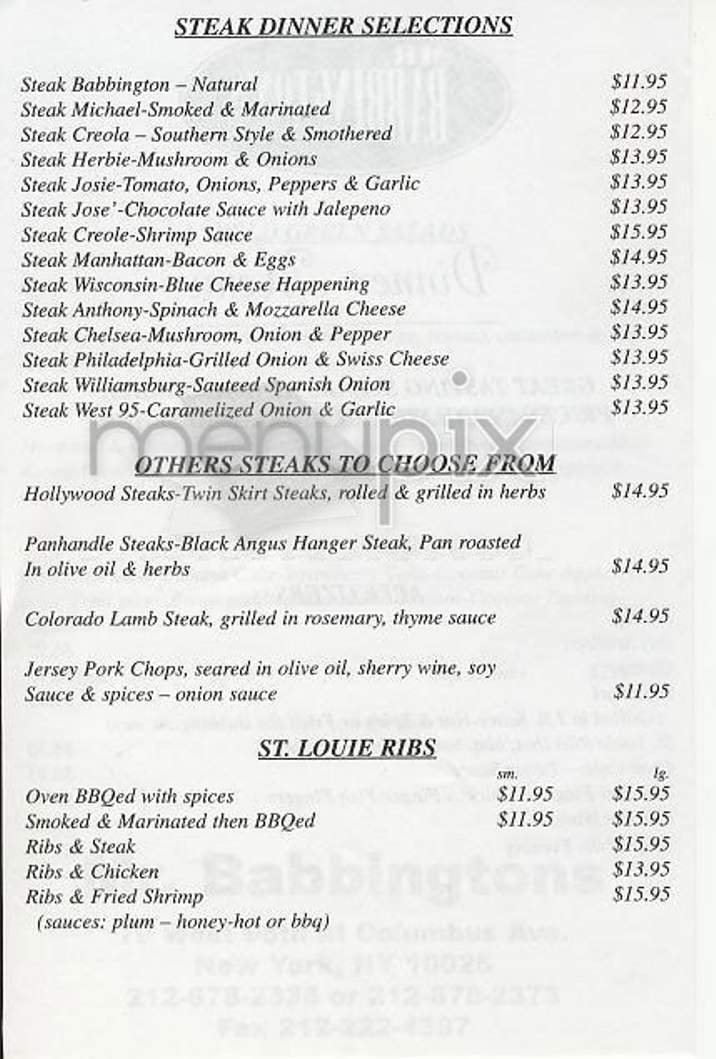 STEAK DINNER SELECTIONS
Steak Babbington – Natural $11.95
Steak Michael-Smoked & Marinated $12.95
Steak Creola – Southern Style & Smothered $12.95
Steak Herbie-Mushroom & Onions $13.95
Steak Josie-Tomato, Onions, Peppers & Garlic $13.95
Steak Jose'-Chocolate Sauce with Jalepeno $13.95
Steak Creole-Shrimp Sauce $15.95
Steak Manhattan-Bacon & Eggs $14.95
Steak Wisconsin-Blue Cheese Happening $13.95
Steak Anthony-Spinach & Mozzarella Cheese $14.95
Steak Chelsea-Mushroom, Onion & Pepper $13.95
Steak Philadelphia-Grilled Onion & Swiss Cheese $13.95
Steak Williamsburg-Sauteed Spanish Onion $13.95
Steak West 95-Caramelized Onion & Garlic $13.95
menupix
OTHERS STEAKS TO CHOOSE FROM
Hollywood Steaks-Twin Skirt Steaks, rolled & grilled in herbs $14.95
Panhandle Steaks-Black Angus Hanger Steak, Pan roasted
In olive oil & herbs $14.95
Colorado Lamb Steak, grilled in rosemary, thyme sauce $14.95
Jersey Pork Chops, seared in olive oil, sherry wine, soy
Sauce & spices – onion sauce $11.95
ST. LOUIE RIBS
sm. lg.
Oven BBQed with spices $11.95 $15.95
Smoked & Marinated then BBQed $11.95 $15.95
Ribs & Steak $15.95
Ribs & Chicken $13.95
Ribs & Fried Shrimp $15.95
(sauces: plum – honey-hot or bbq)
Babbingtons
New York, NY 10025